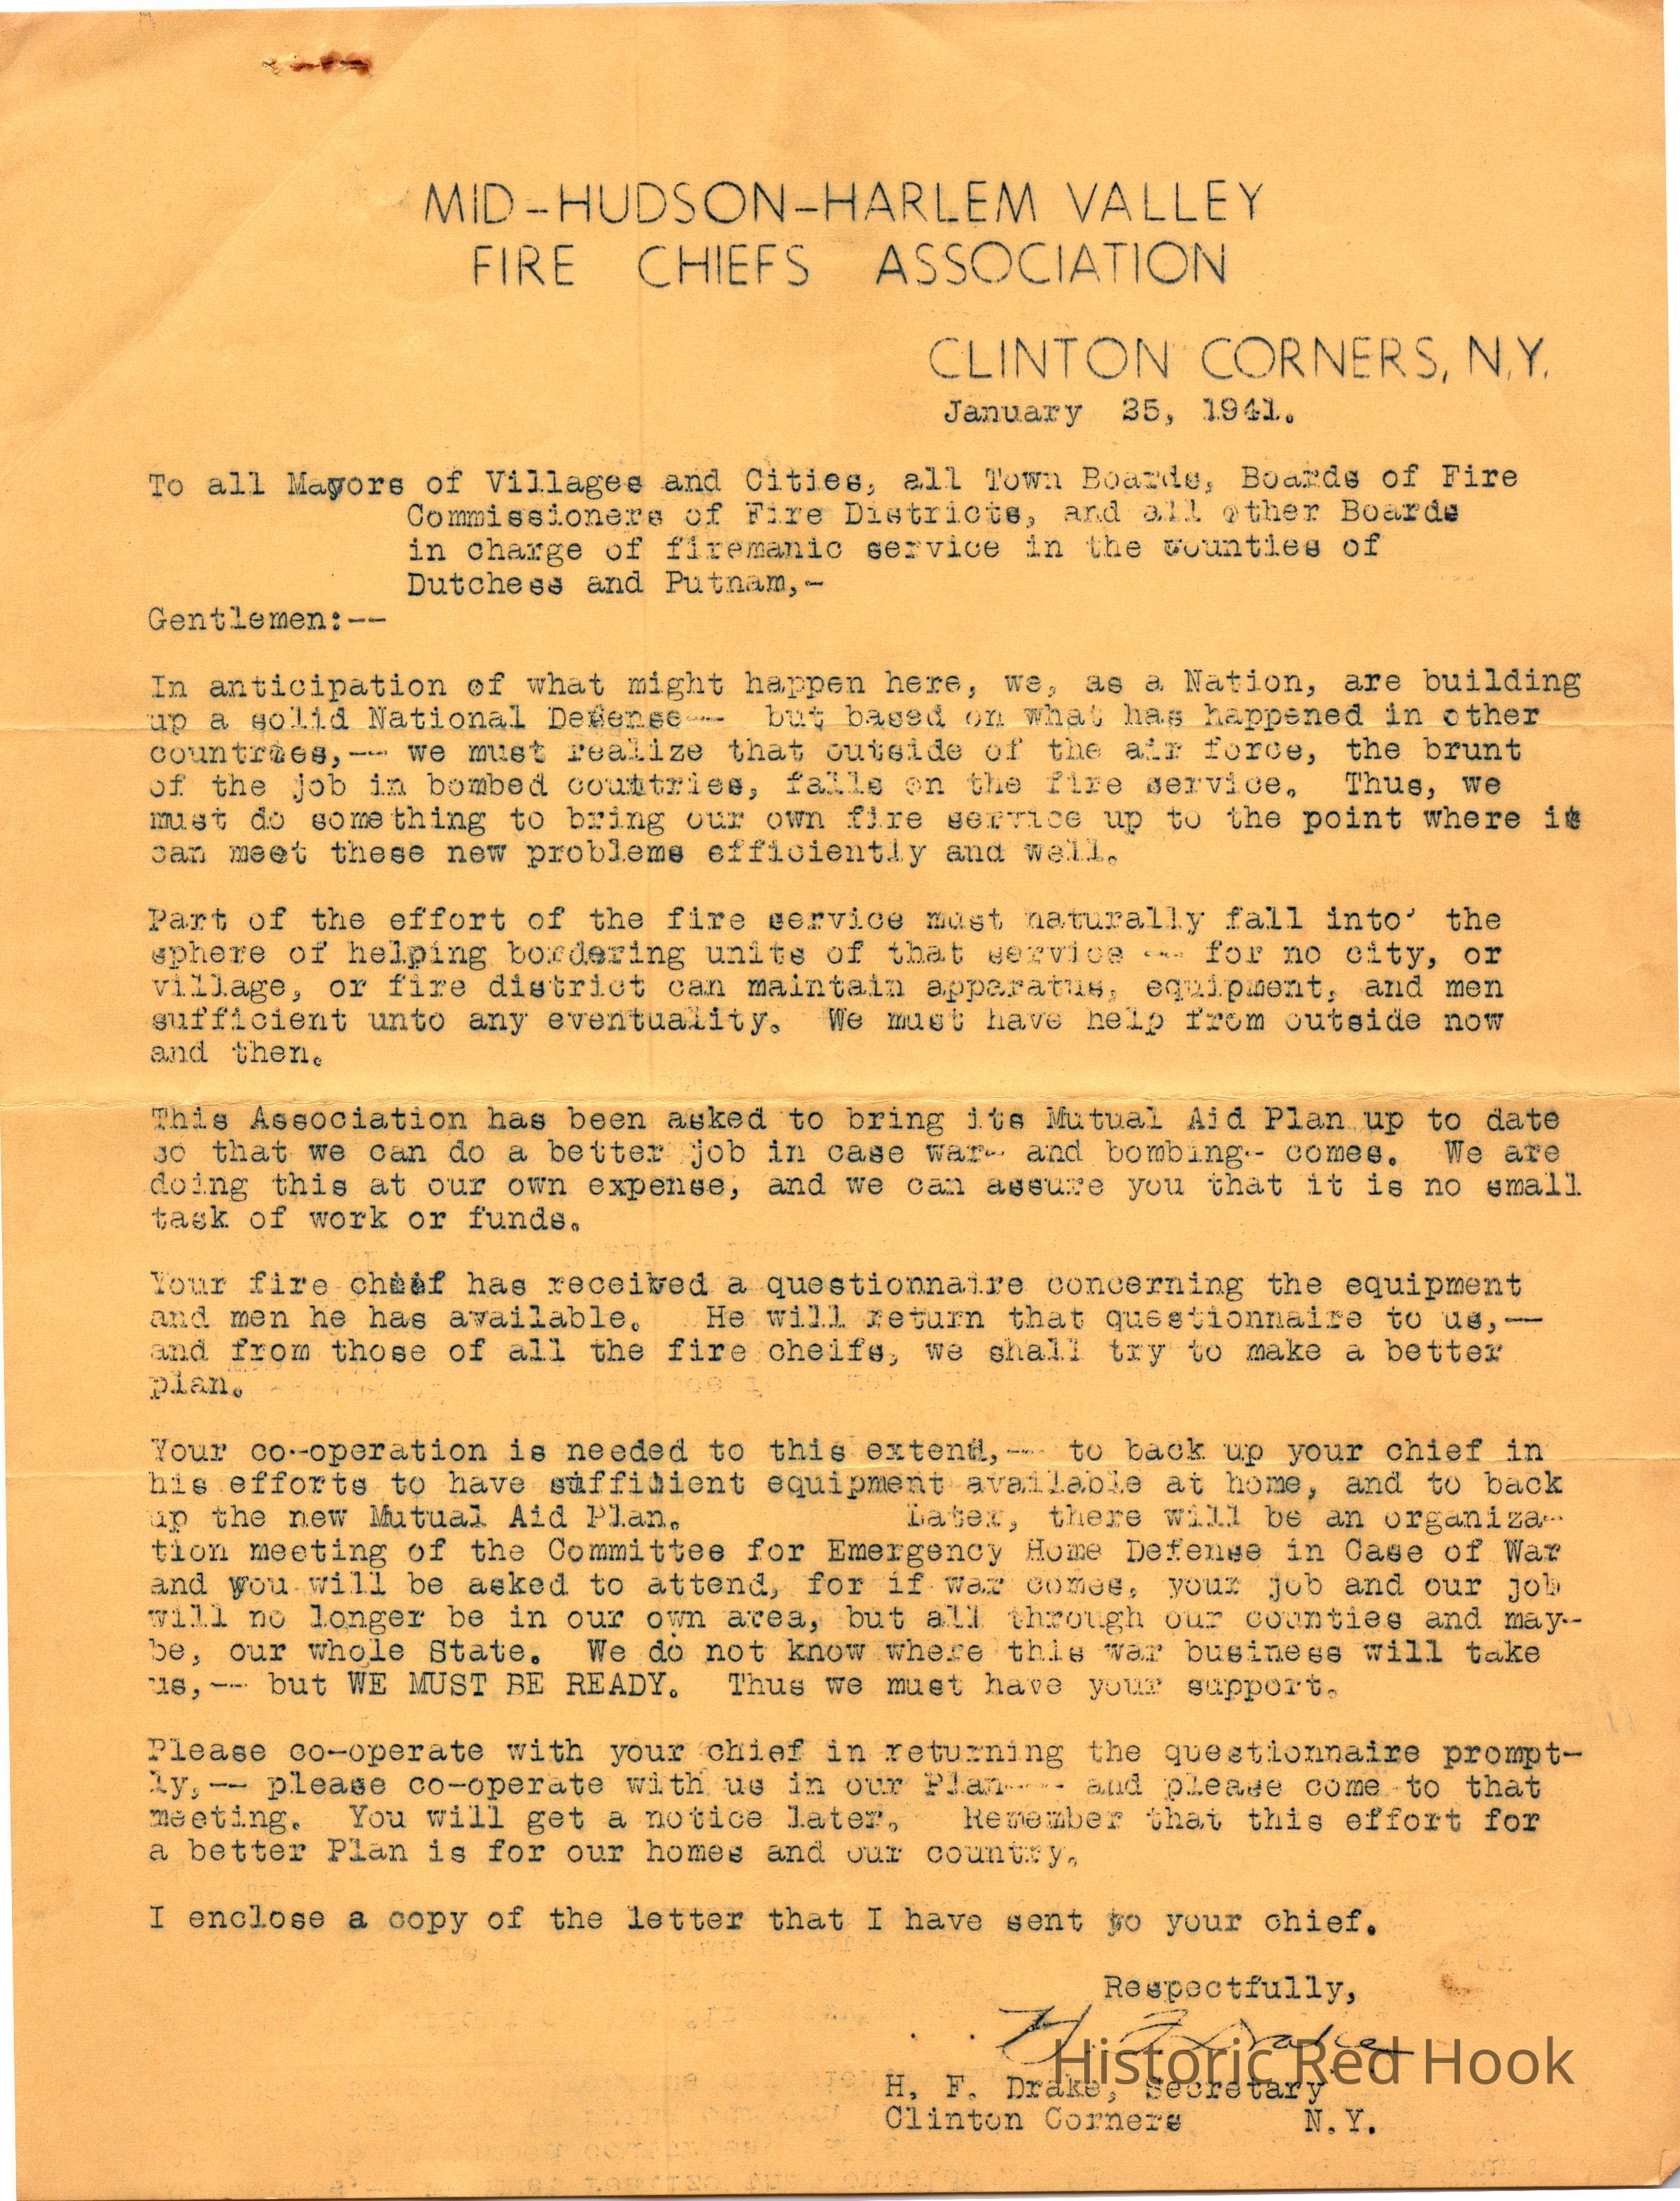 MID-HUDSON-HARLEM VALLEY
FIRE CHIEFS ASSOCIATION
CLINTON CORNERS, N.Y.
January 25, 1941.
To all Mayors of Villages and Cities, all Town Boards, Boards of Fire
Commissioners of Fire Districts, and all other Boards
in charge of firemanic service in the counties of
Dutchess and Putnam,-
Gentlemen:--
In anticipation of what might happen here, we, as a Nation, are building
up a solid National Defense-- but based on what has happened in other
countries,-- we must realize that outside of the air force, the brunt
of the job in bombed countries, falls on the fire service. Thus, we
must do something to bring our own fire service up to the point where it
can meet these new problems efficiently and well.
Part of the effort of the fire service must naturally fall into the
sphere of helping bordering units of that service -- for no city, or
village, or fire district can maintain apparatus, equipment, and men
sufficient unto any eventuality. We must have help from outside now
and then.
This Association has been asked to bring its Mutual Aid Plan up to date
so that we can do a better job in case war- and bombing- comes. We are
doing this at our own expense, and we can assure you that it is no small
task of work or funds.
Your fire chief has received a questionnaire concerning the equipment
and men he has available. He will return that questionnaire to us,--
and from those of all the fire cheifs, we shall try to make a better
plan.
Your co-operation is needed to this extend,-- to back up your chief in
his efforts to have sufficient equipment available at home, and to back
up the new Mutual Aid Plan. Later, there will be an organiza-
tion meeting of the Committee for Emergency Home Defense in Case of War
and you will be asked to attend, for if war comes, your job and our job
will no longer be in our own area, but all through our counties and may-
be, our whole State. We do not know where this war business will take
us,-- but WE MUST BE READY. Thus we must have your support.
Please co-operate with your chief in returning the questionnaire prompt-
ly,-- please co-operate with us in our Plan--- and please come to that
meeting. You will get a notice later. Remember that this effort for
a better Plan is for our homes and our country.
I enclose a copy of the letter that I have sent to your chief.
Respectfully,
H. F. Drake
Historic Red Hook
H. F. Drake, Secretary
Clinton Corners N.Y.